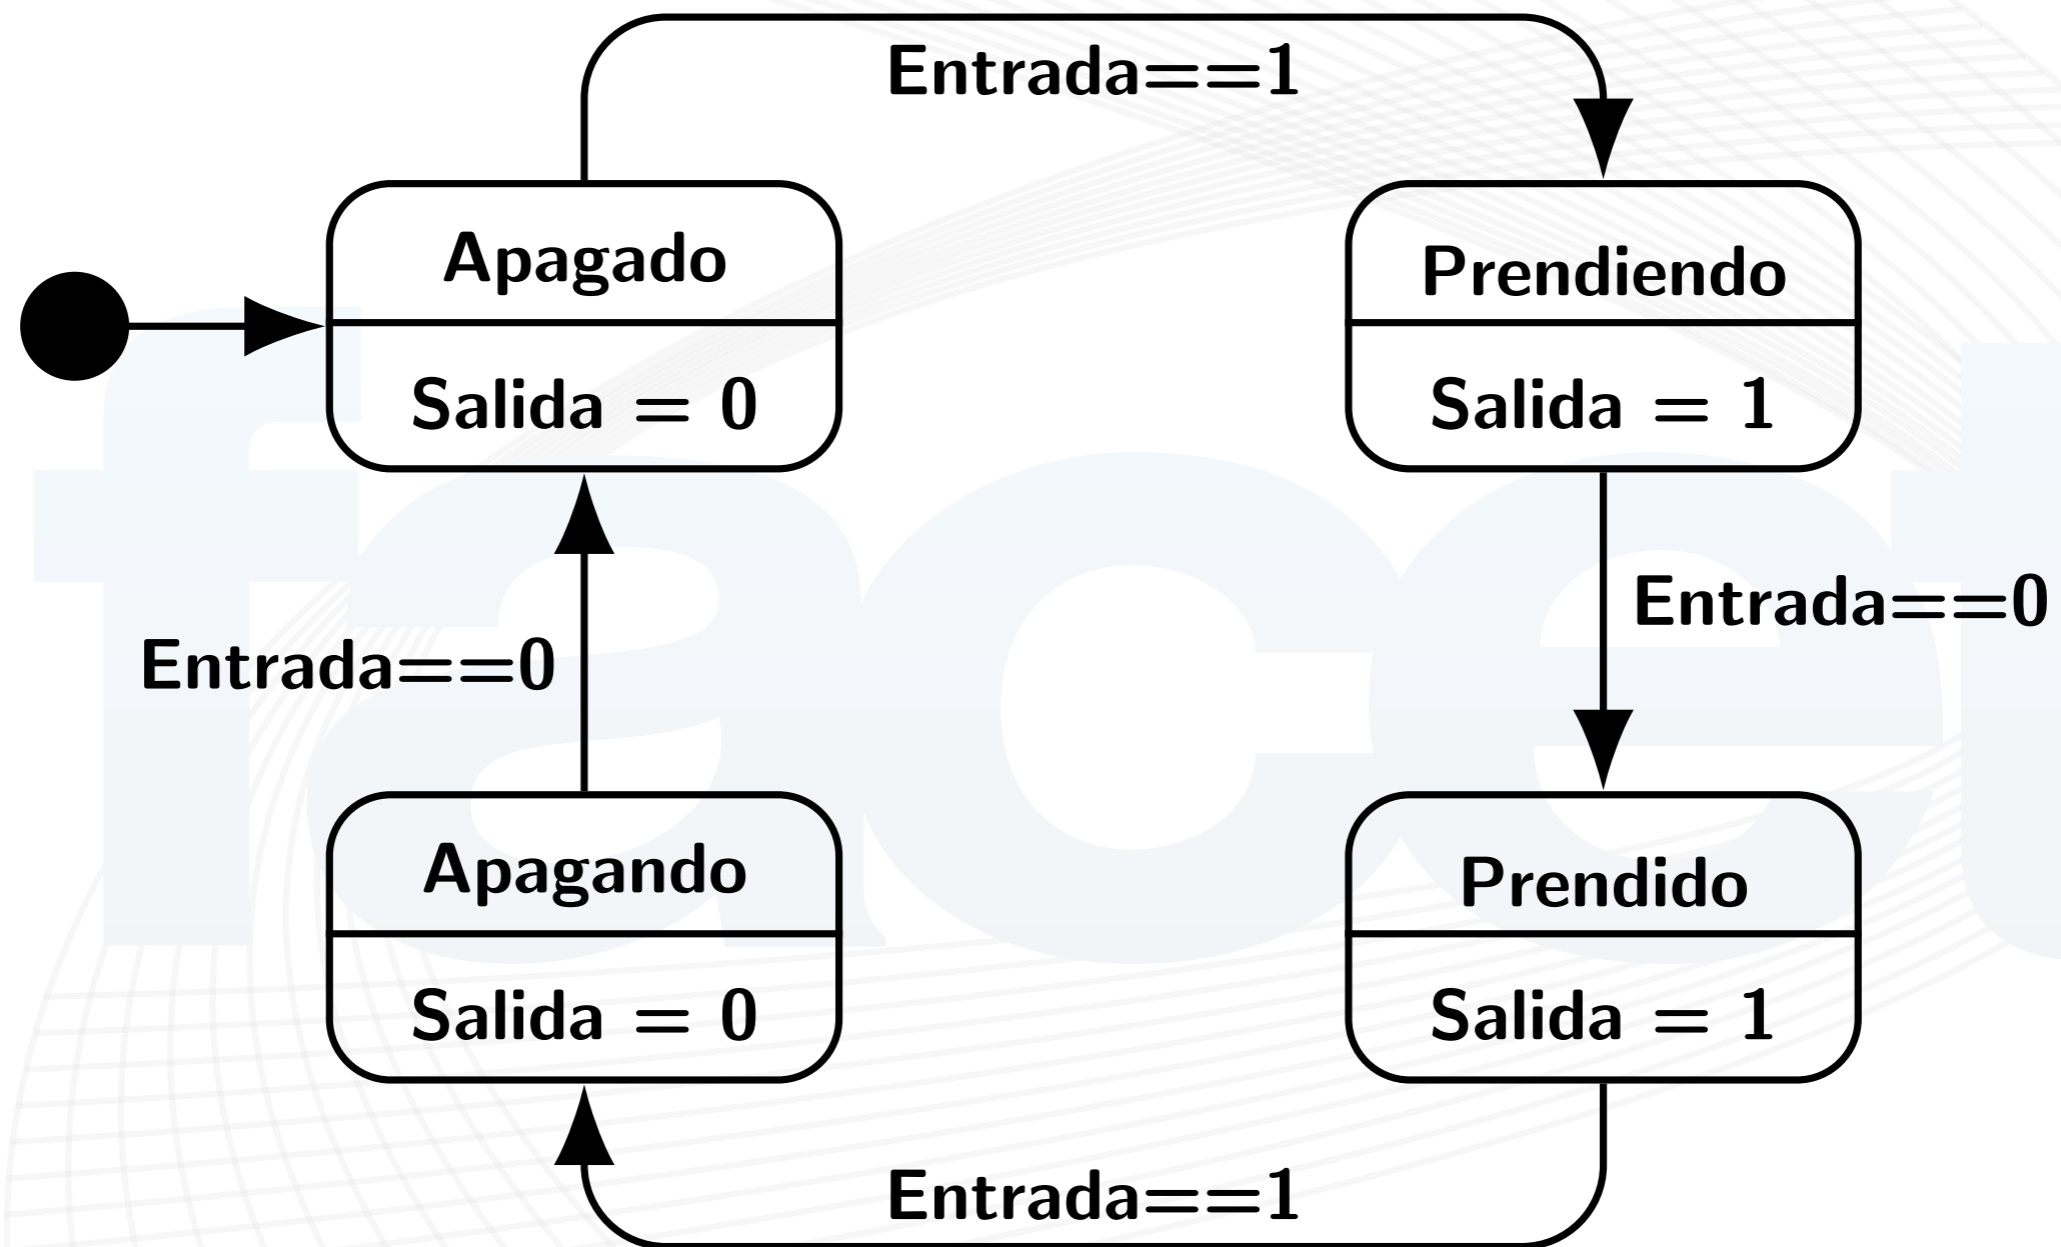 Entrada==1
Apagado
Salida = 0
Prendiendo
Salida = 1
Entrada==0
Entrada==0
Apagando
Salida = 0
Prendido
Salida = 1
Entrada==1
facet